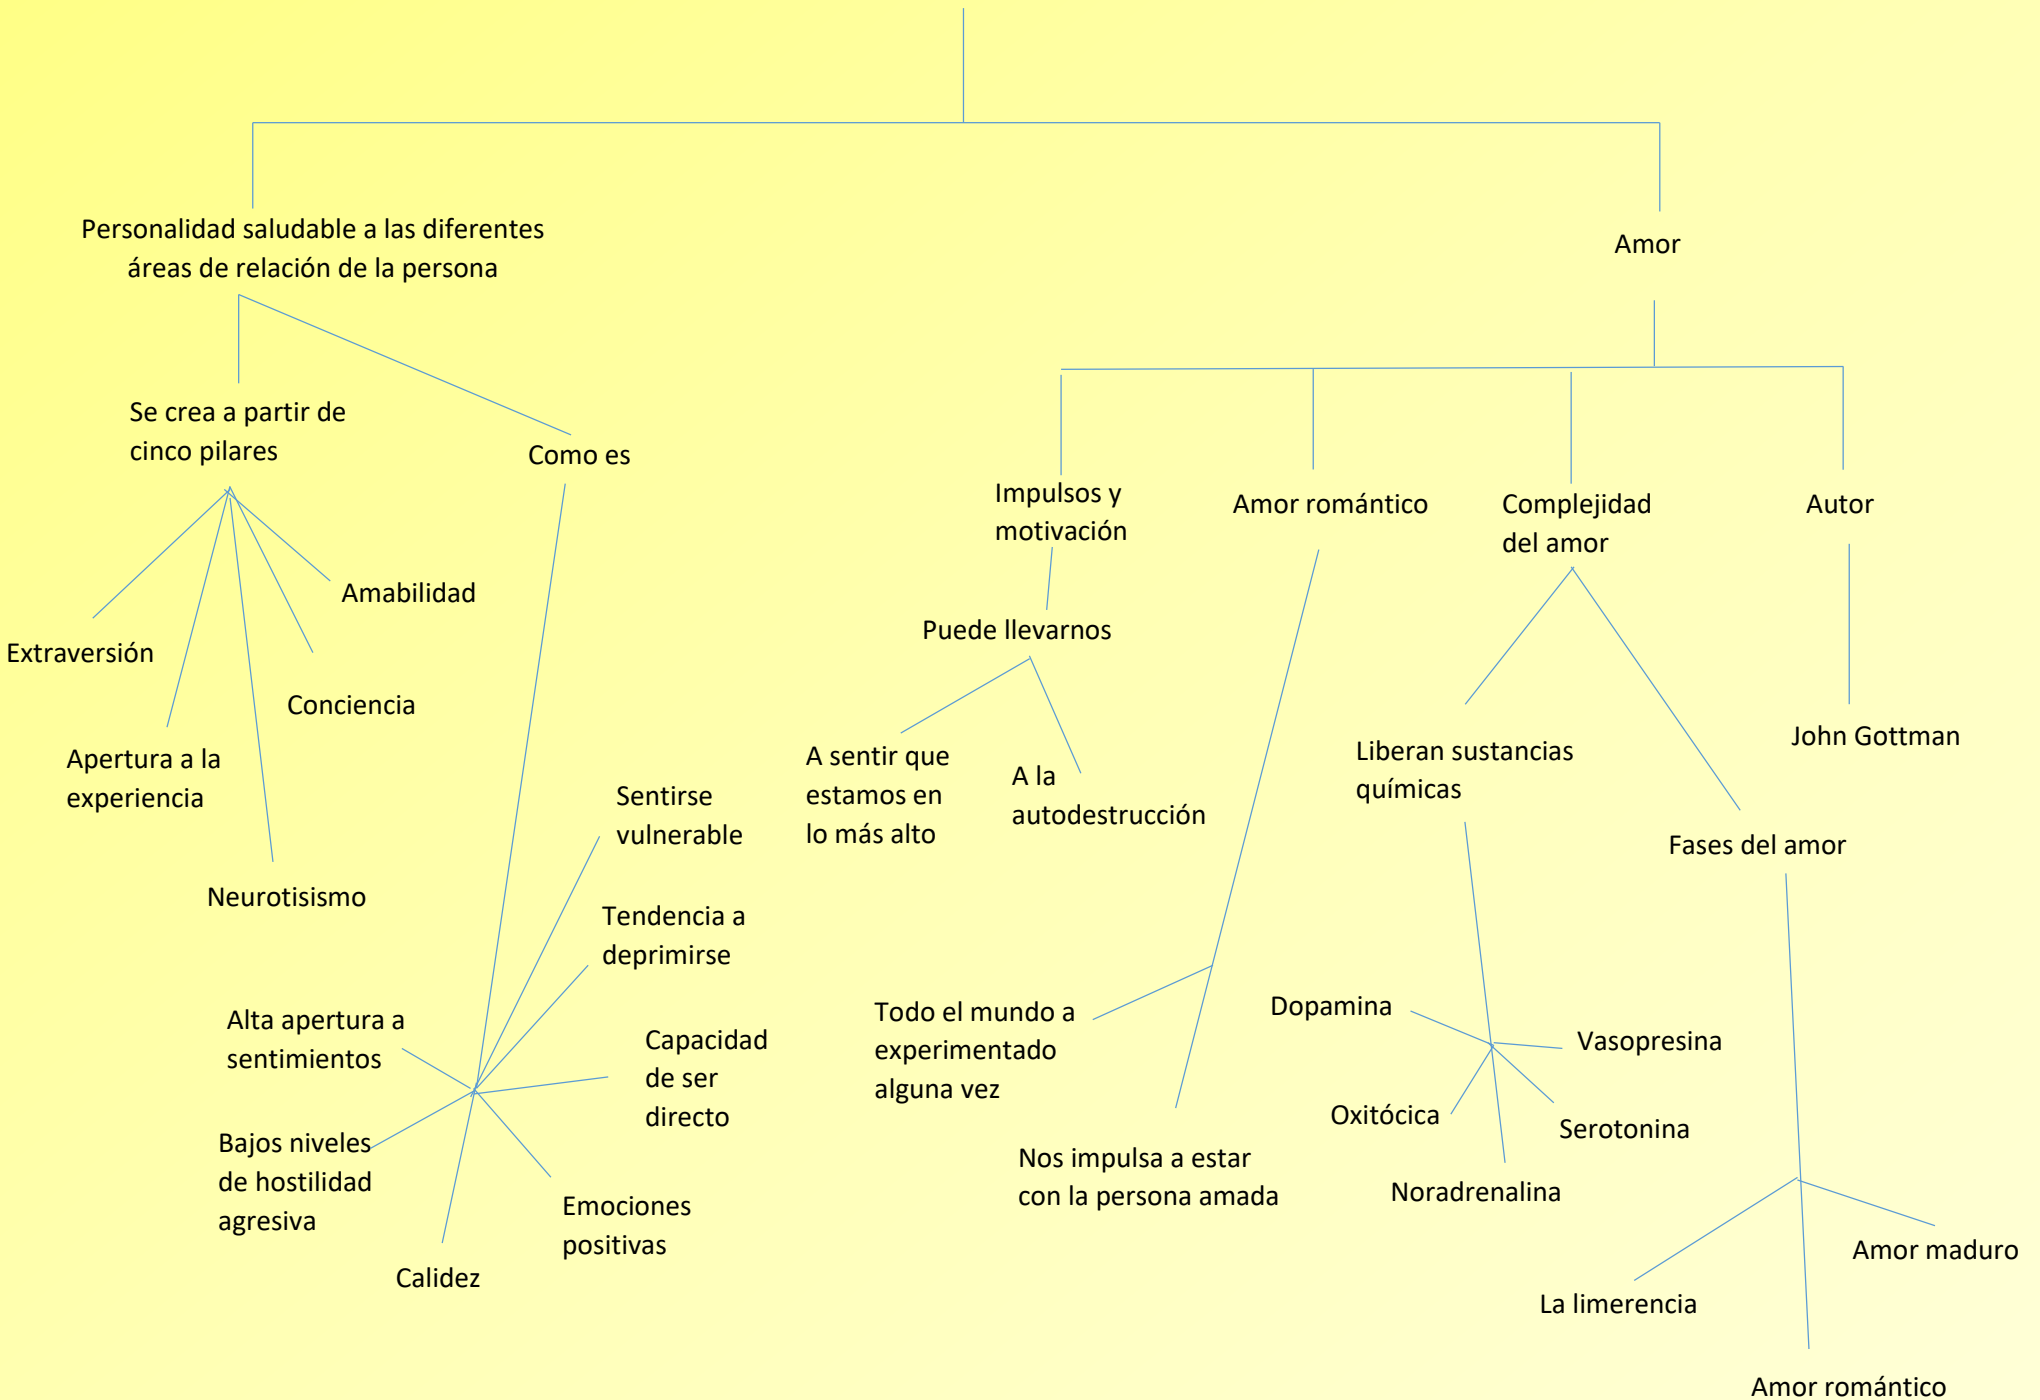 Personalidad saludable a las diferentes
áreas de relación de la persona
Amor
Se crea a partir de
cinco pilares
Como es
Impulsos y
motivación
Amor romántico
Complejidad
del amor
Autor
Amabilidad
Extraversión
Conciencia
Apertura a la
experiencia
Neurotisismo
Puede llevarnos
A sentir que
estamos en
lo más alto
A la
autodestrucción
Liberan sustancias
químicas
John Gottman
Fases del amor
Sentirse
vulnerable
Tendencia a
deprimirse
Alta apertura a
sentimientos
Capacidad
de ser
directo
Bajos niveles
de hostilidad
agresiva
Emociones
positivas
Calidez
Todo el mundo a
experimentado
alguna vez
Nos impulsa a estar
con la persona amada
Dopamina
Vasopresina
Oxitócica
Serotonina
Noradrenalina
Amor maduro
La limerencia
Amor romántico